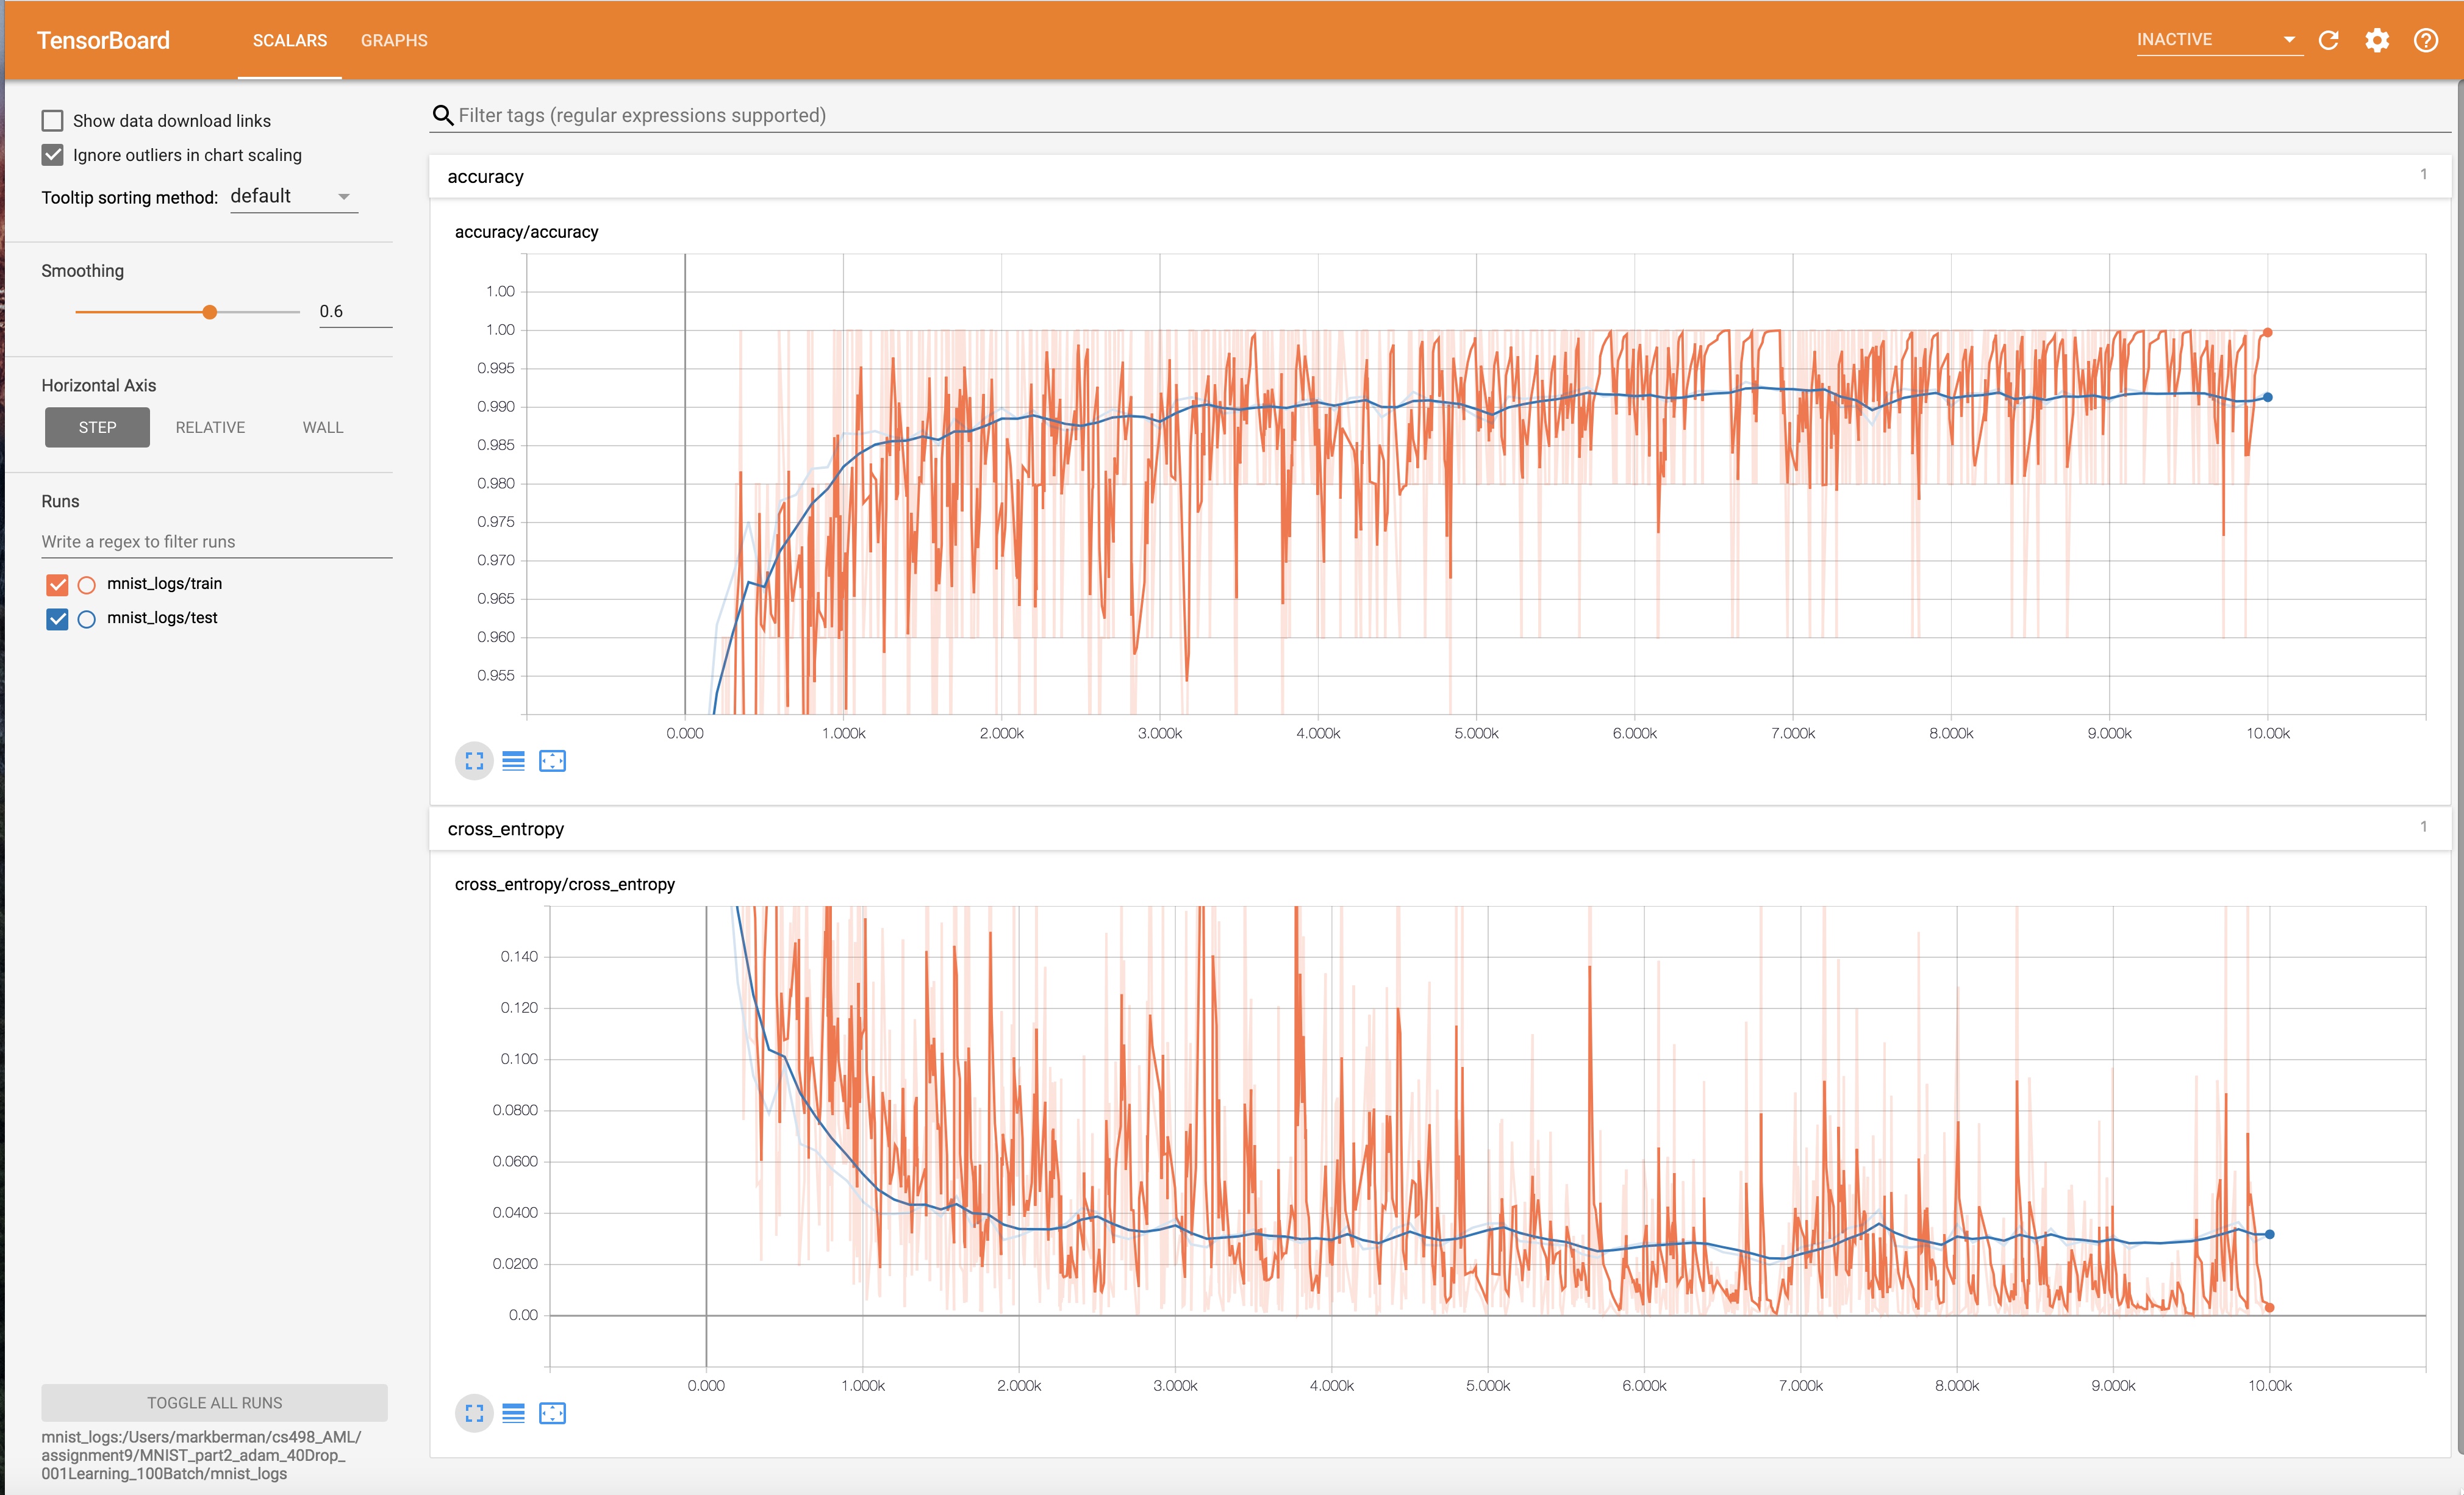 TensorBoard
SCALARS
GRAPHS
INACTIVE
Show data download links
Ignore outliers in chart scaling
Tooltip sorting method: default
Smoothing
0.6
Horizontal Axis
STEP
RELATIVE
WALL
Runs
Write a regex to filter runs
mnist_logs/train
mnist_logs/test
TOGGLE ALL RUNS
mnist_logs:/Users/markberman/cs498_AML/
assignment9/MNIST_part2_adam_40Drop_
001Learning_100Batch/mnist_logs
Filter tags (regular expressions supported)
accuracy
1
accuracy/accuracy
1.00
1.00
0.995
0.990
0.985
0.980
0.975
0.970
0.965
0.960
0.955
0.000 1.000k 2.000k 3.000k 4.000k 5.000k 6.000k 7.000k 8.000k 9.000k 10.00k
cross_entropy
1
cross_entropy/cross_entropy
0.140
0.120
0.100
0.0800
0.0600
0.0400
0.0200
0.00
0.000 1.000k 2.000k 3.000k 4.000k 5.000k 6.000k 7.000k 8.000k 9.000k 10.00k